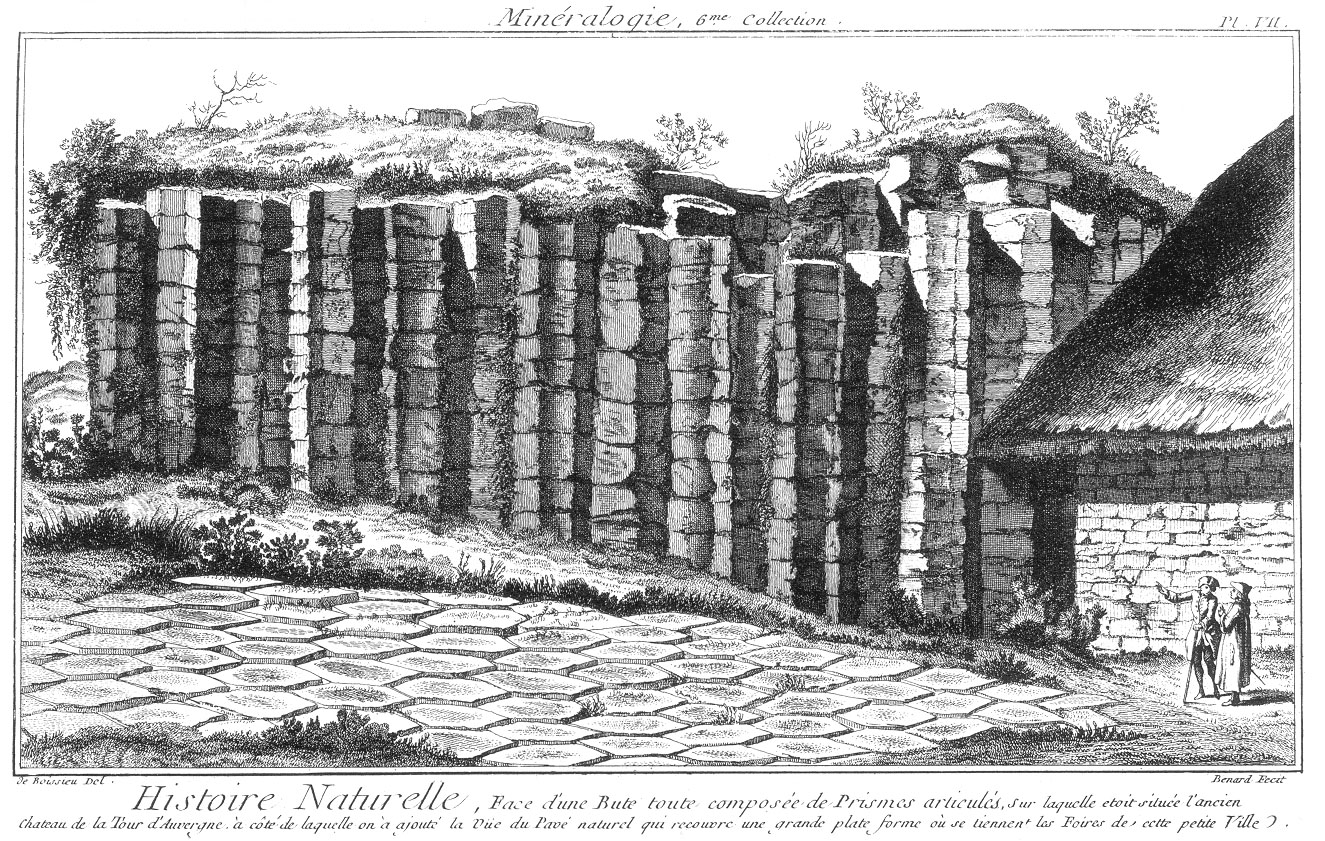 Minéralogie, 6me Collection.
Pl. VII.
de Boissieu Del.
Benard Fecit
Histoire Naturelle, Face d'une Bute toute composée de Prismes articulés, sur laquelle etoit située l'ancien
Chateau de la Tour d'Auvergne. à côté de laquelle on a ajouté la Vüe du Pavé naturel qui recouvre une grande plate forme où se tiennent les Foires de cette petite Ville.